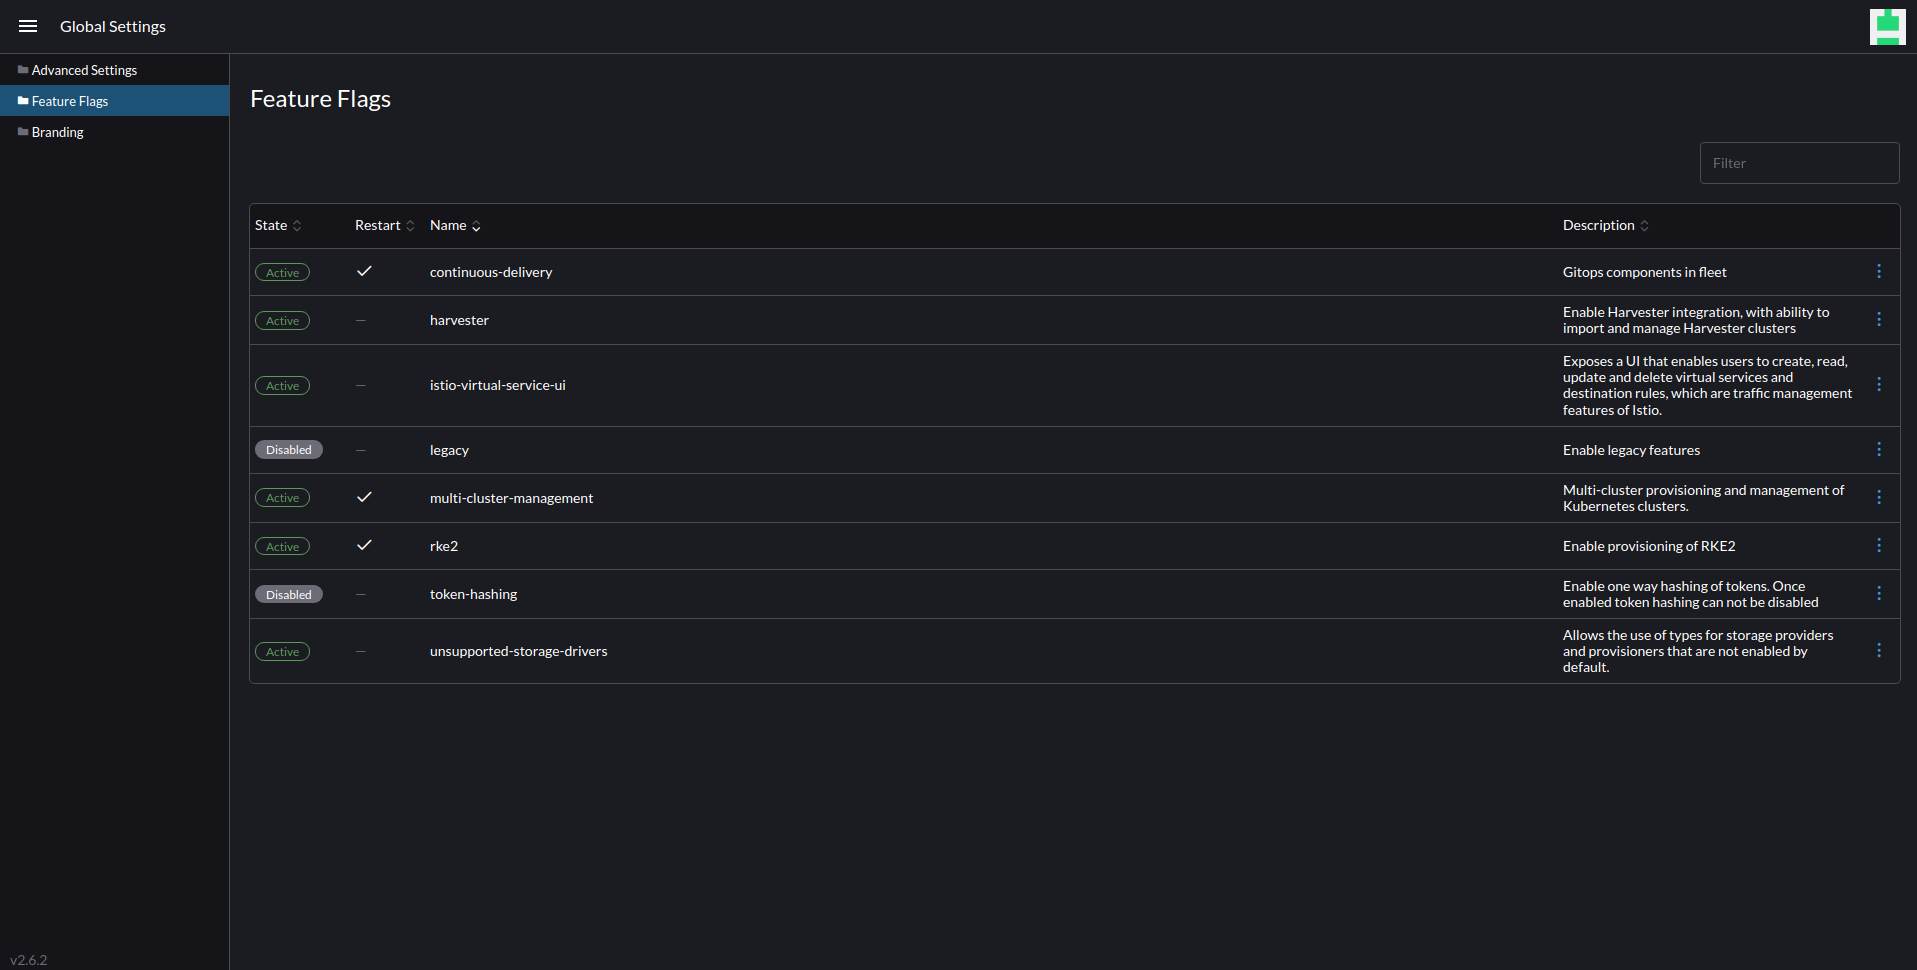 Global Settings
Advanced Settings
Feature Flags
Branding
Feature Flags
Filter
State Restart Name Description
Active continuous-delivery Gitops components in fleet
Active – harvester Enable Harvester integration, with ability to
import and manage Harvester clusters
Active – istio-virtual-service-ui Exposes a UI that enables users to create, read,
update and delete virtual services and
destination rules, which are traffic management
features of Istio.
Disabled – legacy Enable legacy features
Active multi-cluster-management Multi-cluster provisioning and management of
Kubernetes clusters.
Active rke2 Enable provisioning of RKE2
Disabled – token-hashing Enable one way hashing of tokens. Once
enabled token hashing can not be disabled
Active – unsupported-storage-drivers Allows the use of types for storage providers
and provisioners that are not enabled by
default.
v2.6.2